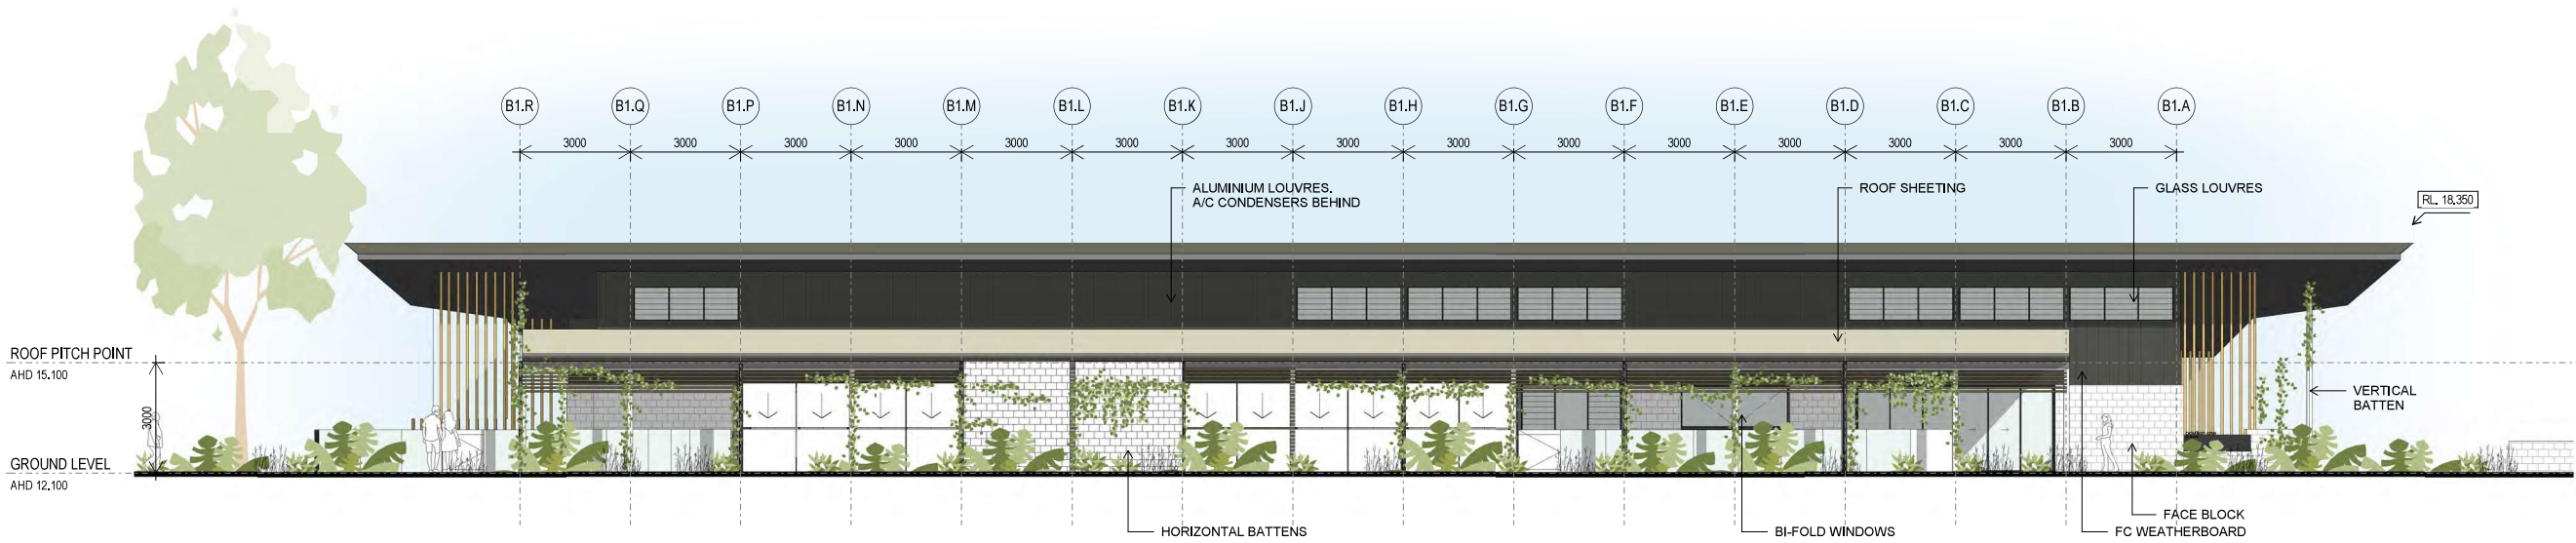 B1.R B1.Q B1.P B1.N B1.M B1.L B1.K B1.J B1.H B1.G B1.F B1.E B1.D B1.C B1.B B1.A
3000 3000 3000 3000 3000 3000 3000 3000 3000 3000 3000 3000 3000 3000 3000
ALUMINIUM LOUVRES.
A/C CONDENSERS BEHIND
ROOF SHEETING
GLASS LOUVRES
RL. 18.350
ROOF PITCH POINT
AHD 15.100
3000
VERTICAL
BATTEN
GROUND LEVEL
AHD 12.100
HORIZONTAL BATTENS
BI-FOLD WINDOWS
FACE BLOCK
FC WEATHERBOARD